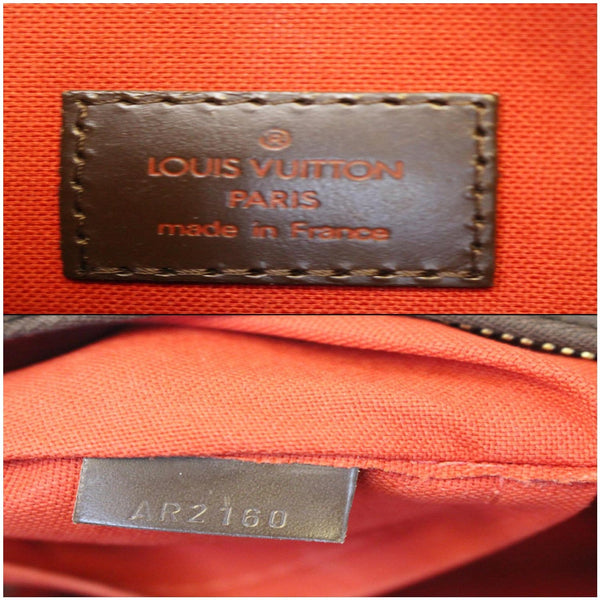 ®
LOUIS VUITTON
PARIS
made in France
AR2160